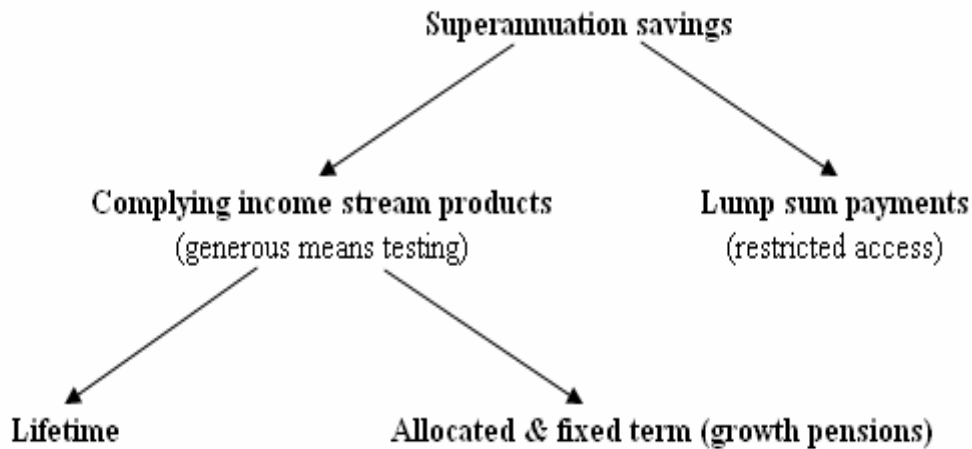 Superannuation savings
Complying income stream products
(generous means testing)
Lump sum payments
(restricted access)
Lifetime
Allocated & fixed term (growth pensions)